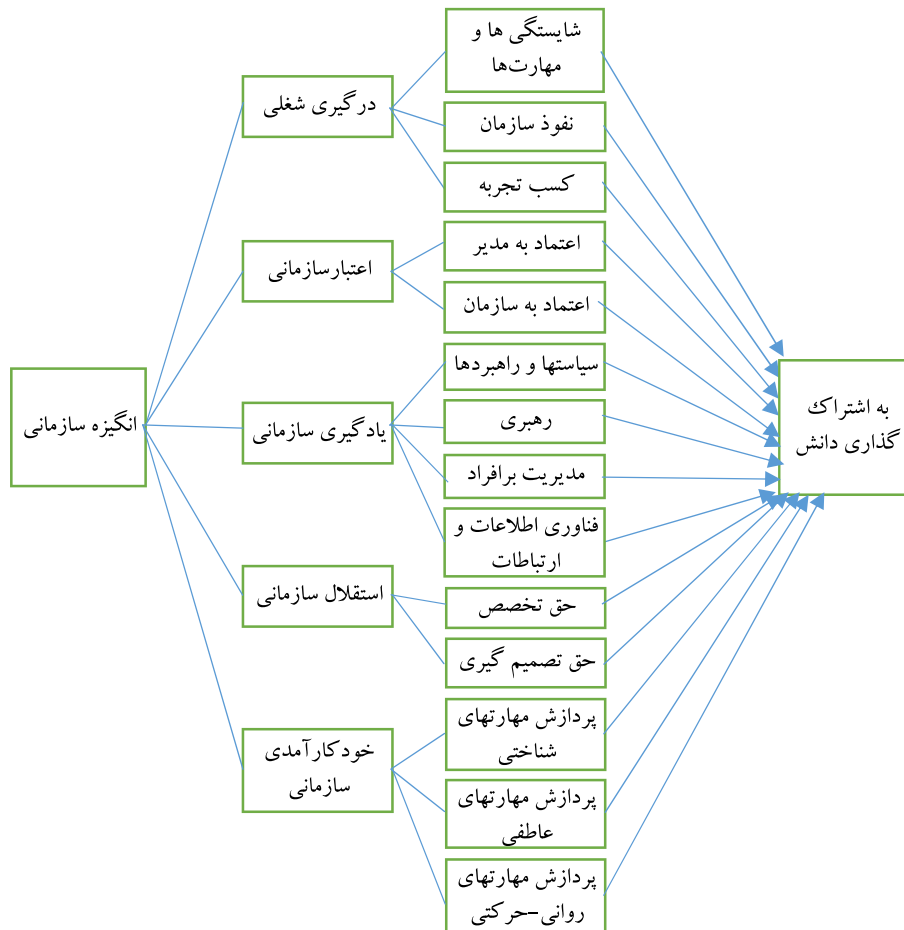 انگیزه سازمانی
درگیری شغلی
اعتبارسازمانی
یادگیری سازمانی
استقلال سازمانی
خودکارآمدی
سازمانی
شایستگی ها و
مهارت‌ها
نفوذ سازمان
کسب تجربه
اعتماد به مدیر
اعتماد به سازمان
سیاستها و راهبردها
رهبری
مدیریت برافراد
فناوری اطلاعات و
ارتباطات
حق تخصص
حق تصمیم گیری
پردازش مهارتهای
شناختی
پردازش مهارتهای
عاطفی
پردازش مهارتهای
روانی-حرکتی
به اشتراك
گذاری دانش